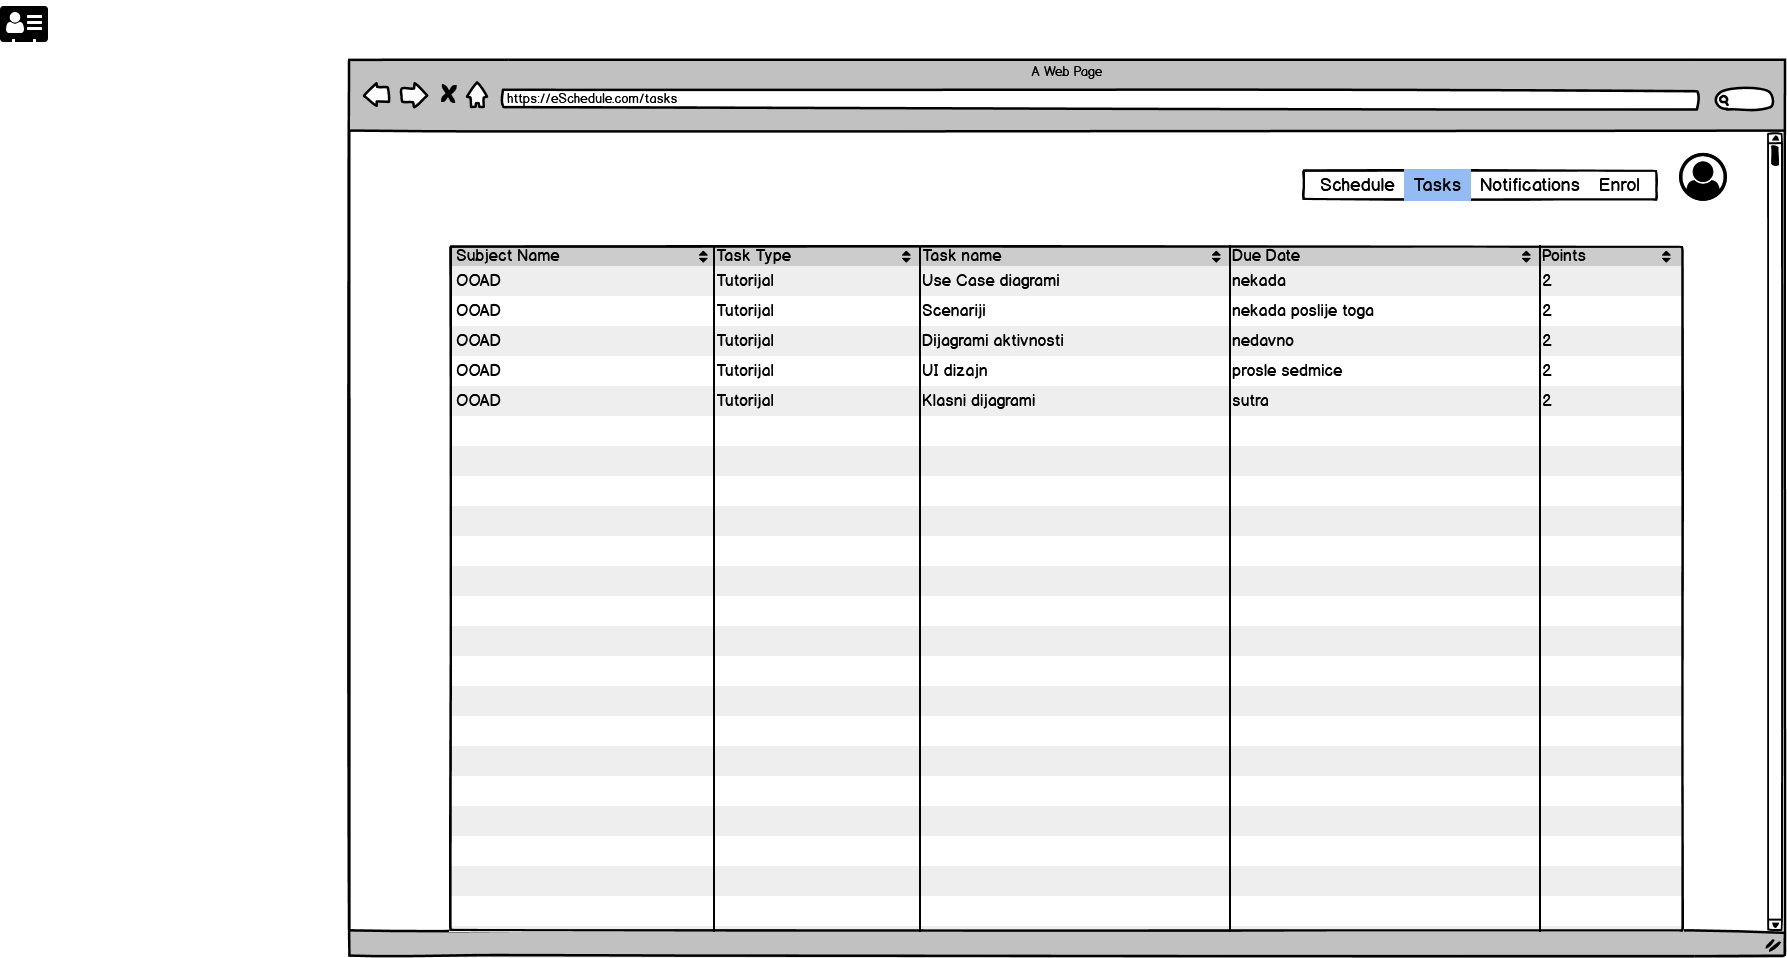 A Web Page
https://eSchedule.com/tasks
Schedule Tasks Notifications Enrol
Subject Name Task Type Task name Due Date Points
OOAD Tutorijal Use Case diagrami nekada 2
OOAD Tutorijal Scenariji nekada poslije toga 2
OOAD Tutorijal Dijagrami aktivnosti nedavno 2
OOAD Tutorijal UI dizajn prosle sedmice 2
OOAD Tutorijal Klasni dijagrami sutra 2